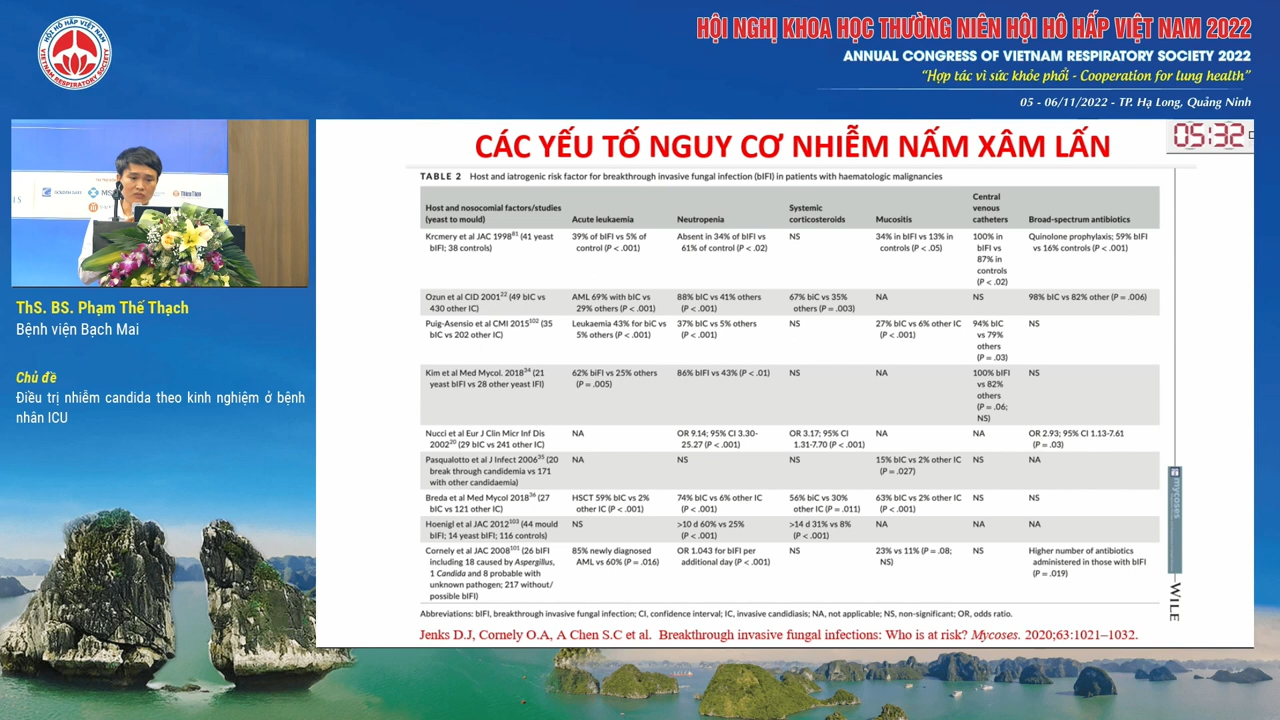 HỘI HÔ HẤP VIỆT NAM
VIETNAM RESPIRATORY SOCIETY
HỘI NGHỊ KHOA HỌC THƯỜNG NIÊN HỘI HÔ HẤP VIỆT NAM 2022
ANNUAL CONGRESS OF VIETNAM RESPIRATORY SOCIETY 2022
“Hợp tác vì sức khỏe phổi - Cooperation for lung health”
05 - 06/11/2022 - TP. Hạ Long, Quảng Ninh
ThS. BS. Phạm Thế Thạch
Bệnh viện Bạch Mai
Chủ đề
Điều trị nhiễm candida theo kinh nghiệm ở bệnh
nhân ICU
CÁC YẾU TỐ NGUY CƠ NHIỄM NẤM XÂM LẤN
05:32
TABLE 2 Host and iatrogenic risk factor for breakthrough invasive fungal infection (bIFI) in patients with haematologic malignancies
Host and nosocomial factors/studies (yeast to mould) Acute leukaemia Neutropenia Systemic corticosteroids Mucositis Central venous catheters Broad-spectrum antibiotics
Krcmery et al JAC 1998⁸¹ (41 yeast bIFI; 38 controls) 39% of bIFI vs 5% of control (P < .001) Absent in 34% of bIFI vs 61% of control (P < .02) NS 34% in bIFI vs 13% in controls (P < .05) 100% in bIFI vs 87% in controls (P < .02) Quinolone prophylaxis; 59% bIFI vs 16% controls (P < .001)
Ozun et al CID 2001²² (49 bIC vs 430 other IC) AML 69% with bIC vs 29% others (P < .001) 88% bIC vs 41% others (P < .001) 67% biC vs 35% others (P = .003) NA NS 98% bIC vs 82% other (P = .006)
Puig-Asensio et al CMI 2015¹⁰² (35 bIC vs 202 other IC) Leukaemia 43% for biC vs 5% others (P < .001) 37% bIC vs 5% others (P < .001) NS 27% bIC vs 6% other IC (P < .001) 94% bIC vs 79% others (P = .03) NS
Kim et al Med Mycol. 2018³⁴ (21 yeast bIFI vs 28 other yeast IFI) 62% biFI vs 25% others (P = .005) 86% bIFI vs 43% (P < .01) NS NA 100% bIFI vs 82% others (P = .06; NS) NS
Nucci et al Eur J Clin Micr Inf Dis 2002²⁰ (29 bIC vs 241 other IC) NA OR 9.14; 95% CI 3.30-25.27 (P < .001) OR 3.17; 95% CI 1.31-7.70 (P < .001) NA NA OR 2.93; 95% CI 1.13-7.61 (P = .03)
Pasqualotto et al J Infect 2006³⁵ (20 break through candidemia vs 171 with other candidaemia) NA NS NS 15% bIC vs 2% other IC (P = .027) NS NA
Breda et al Med Mycol 2018³⁶ (27 bIC vs 121 other IC) HSCT 59% bIC vs 2% other IC (P < .001) 74% bIC vs 6% other IC (P < .001) 56% biC vs 30% other IC (P = .011) 63% bIC vs 2% other IC (P < .001) NS NS
Hoenigl et al JAC 2012¹⁰³ (44 mould bIFI; 14 yeast bIFI; 116 controls) NS >10 d 60% vs 25% (P < .001) >14 d 31% vs 8% (P < .001) NA NA NA
Cornely et al JAC 2008¹⁰¹ (26 bIFI including 18 caused by Aspergillus, 1 Candida and 8 probable with unknown pathogen; 217 without/possible bIFI) 85% newly diagnosed AML vs 60% (P = .016) OR 1.043 for bIFI per additional day (P < .001) NS 23% vs 11% (P = .08; NS) NS Higher number of antibiotics administered in those with bIFI (P = .019)
Abbreviations: bIFI, breakthrough invasive fungal infection; CI, confidence interval; IC, invasive candidiasis; NA, not applicable; NS, non-significant; OR, odds ratio.
Jenks D.J, Cornely O.A, A Chen S.C et al. Breakthrough invasive fungal infections: Who is at risk? Mycoses. 2020;63:1021–1032.
mycoses
WILE